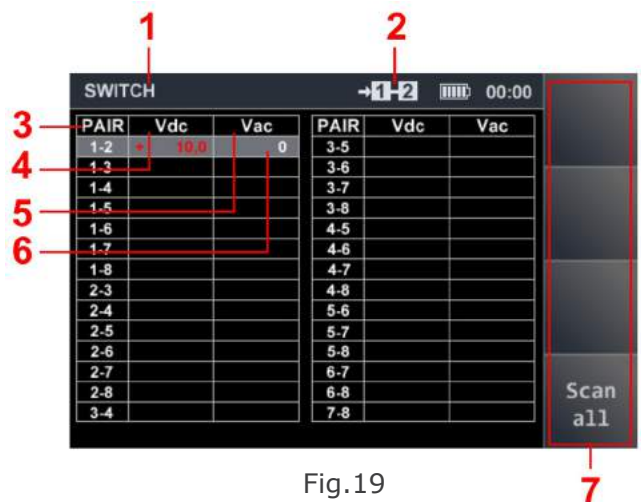 1 2
SWITCH →1-2 00:00
3 PAIR Vdc Vac PAIR Vdc Vac
1-2 + 10,0 0 3-5
4 1-3 3-6
1-4 3-7
5 1-5 3-8
1-6 4-5
6 1-7 4-6
1-8 4-7
2-3 4-8
2-4 5-6
2-5 5-7
2-6 5-8
2-7 6-7
2-8 6-8 Scan
3-4 7-8 all
Fig.19 7